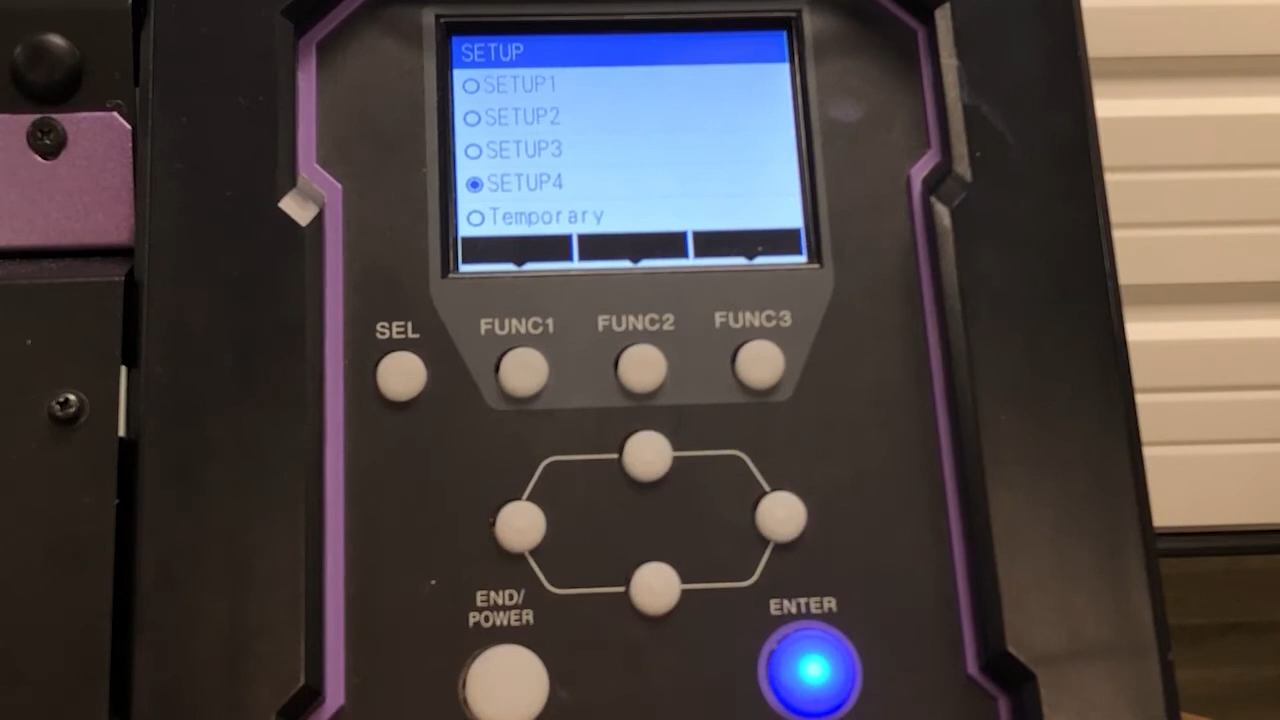 SETUP
SETUP1
SETUP2
SETUP3
SETUP4
Temporary
SEL
FUNC1
FUNC2
FUNC3
END/
POWER
ENTER